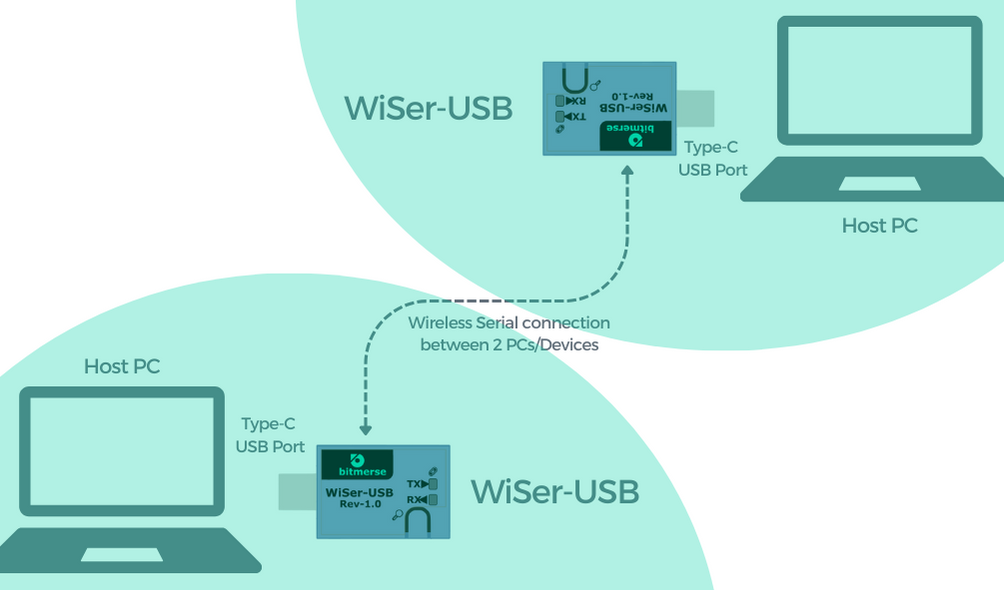 WiSer-USB
RX
TX
WiSer-USB
Rev-1.0
bitmerse
Type-C
USB Port
Host PC
Wireless Serial connection
between 2 PCs/Devices
Host PC
Type-C
USB Port
bitmerse
WiSer-USB
Rev-1.0
TX
RX
WiSer-USB